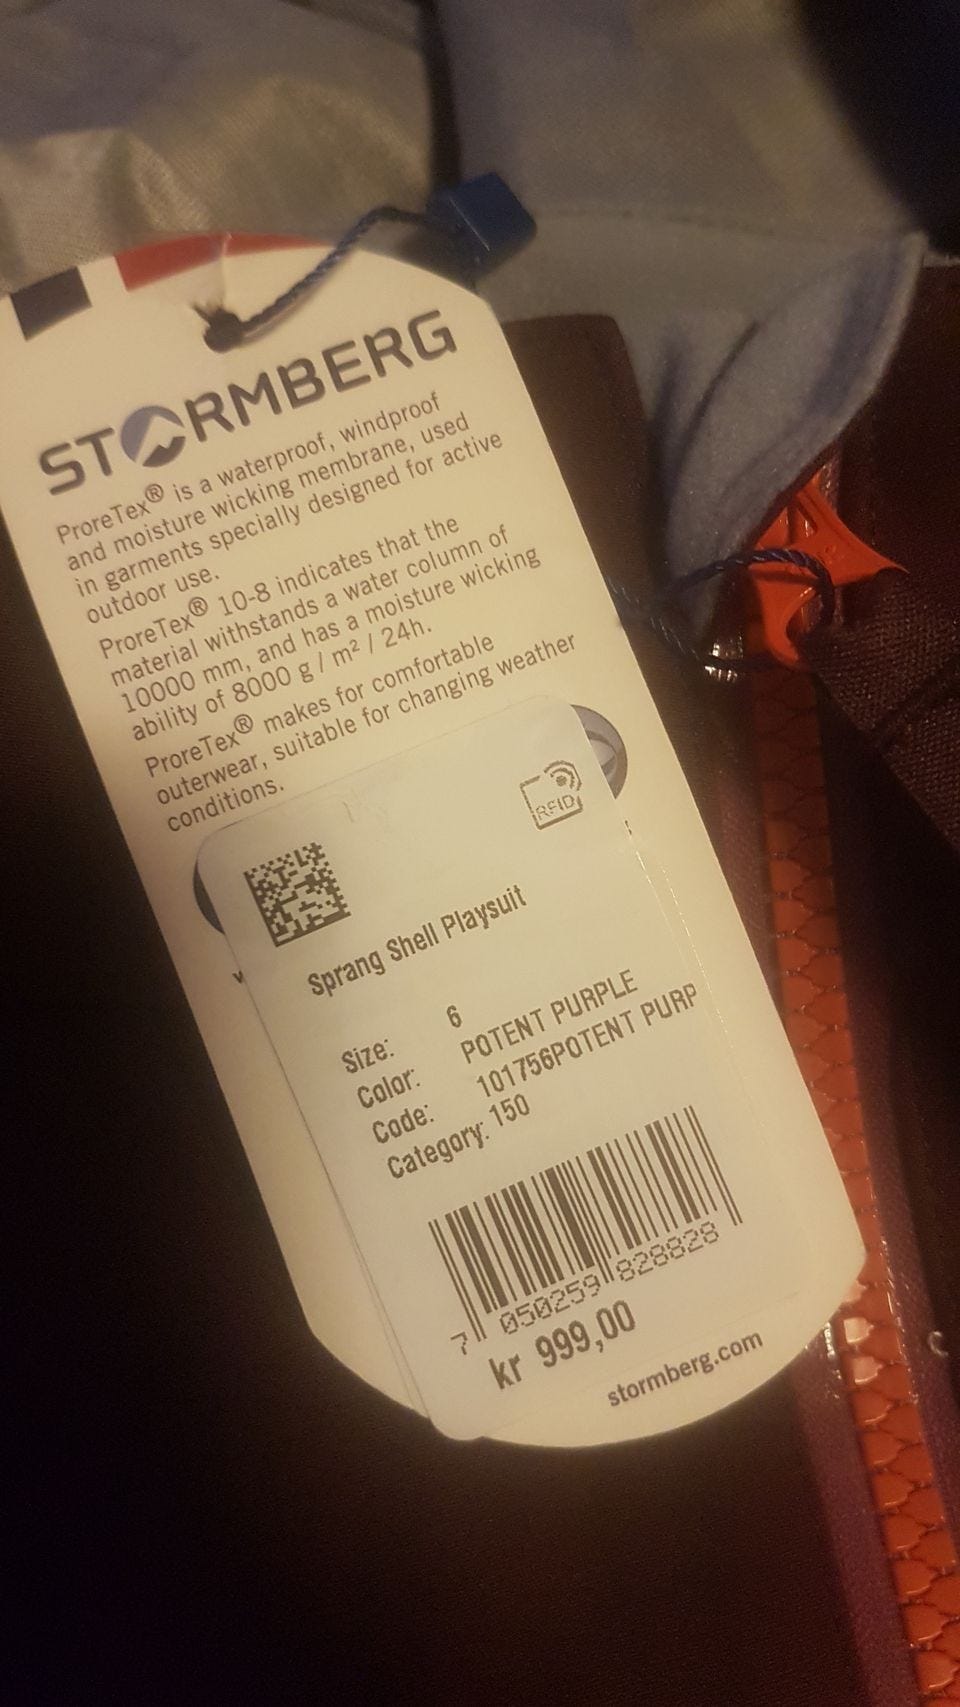 STORMBERG
ProreTex® is a waterproof, windproof
and moisture wicking membrane, used
in garments specially designed for active
outdoor use.
ProreTex® 10-8 indicates that the
material withstands a water column of
10000 mm, and has a moisture wicking
ability of 8000 g / m² / 24h.
ProreTex® makes for comfortable
outerwear, suitable for changing weather
conditions.
RFID
Sprang Shell Playsuit
Size: 6
Color: POTENT PURPLE
Code: 101756POTENT PURP
Category: 150
7 050259 828828
kr 999,00
stormberg.com